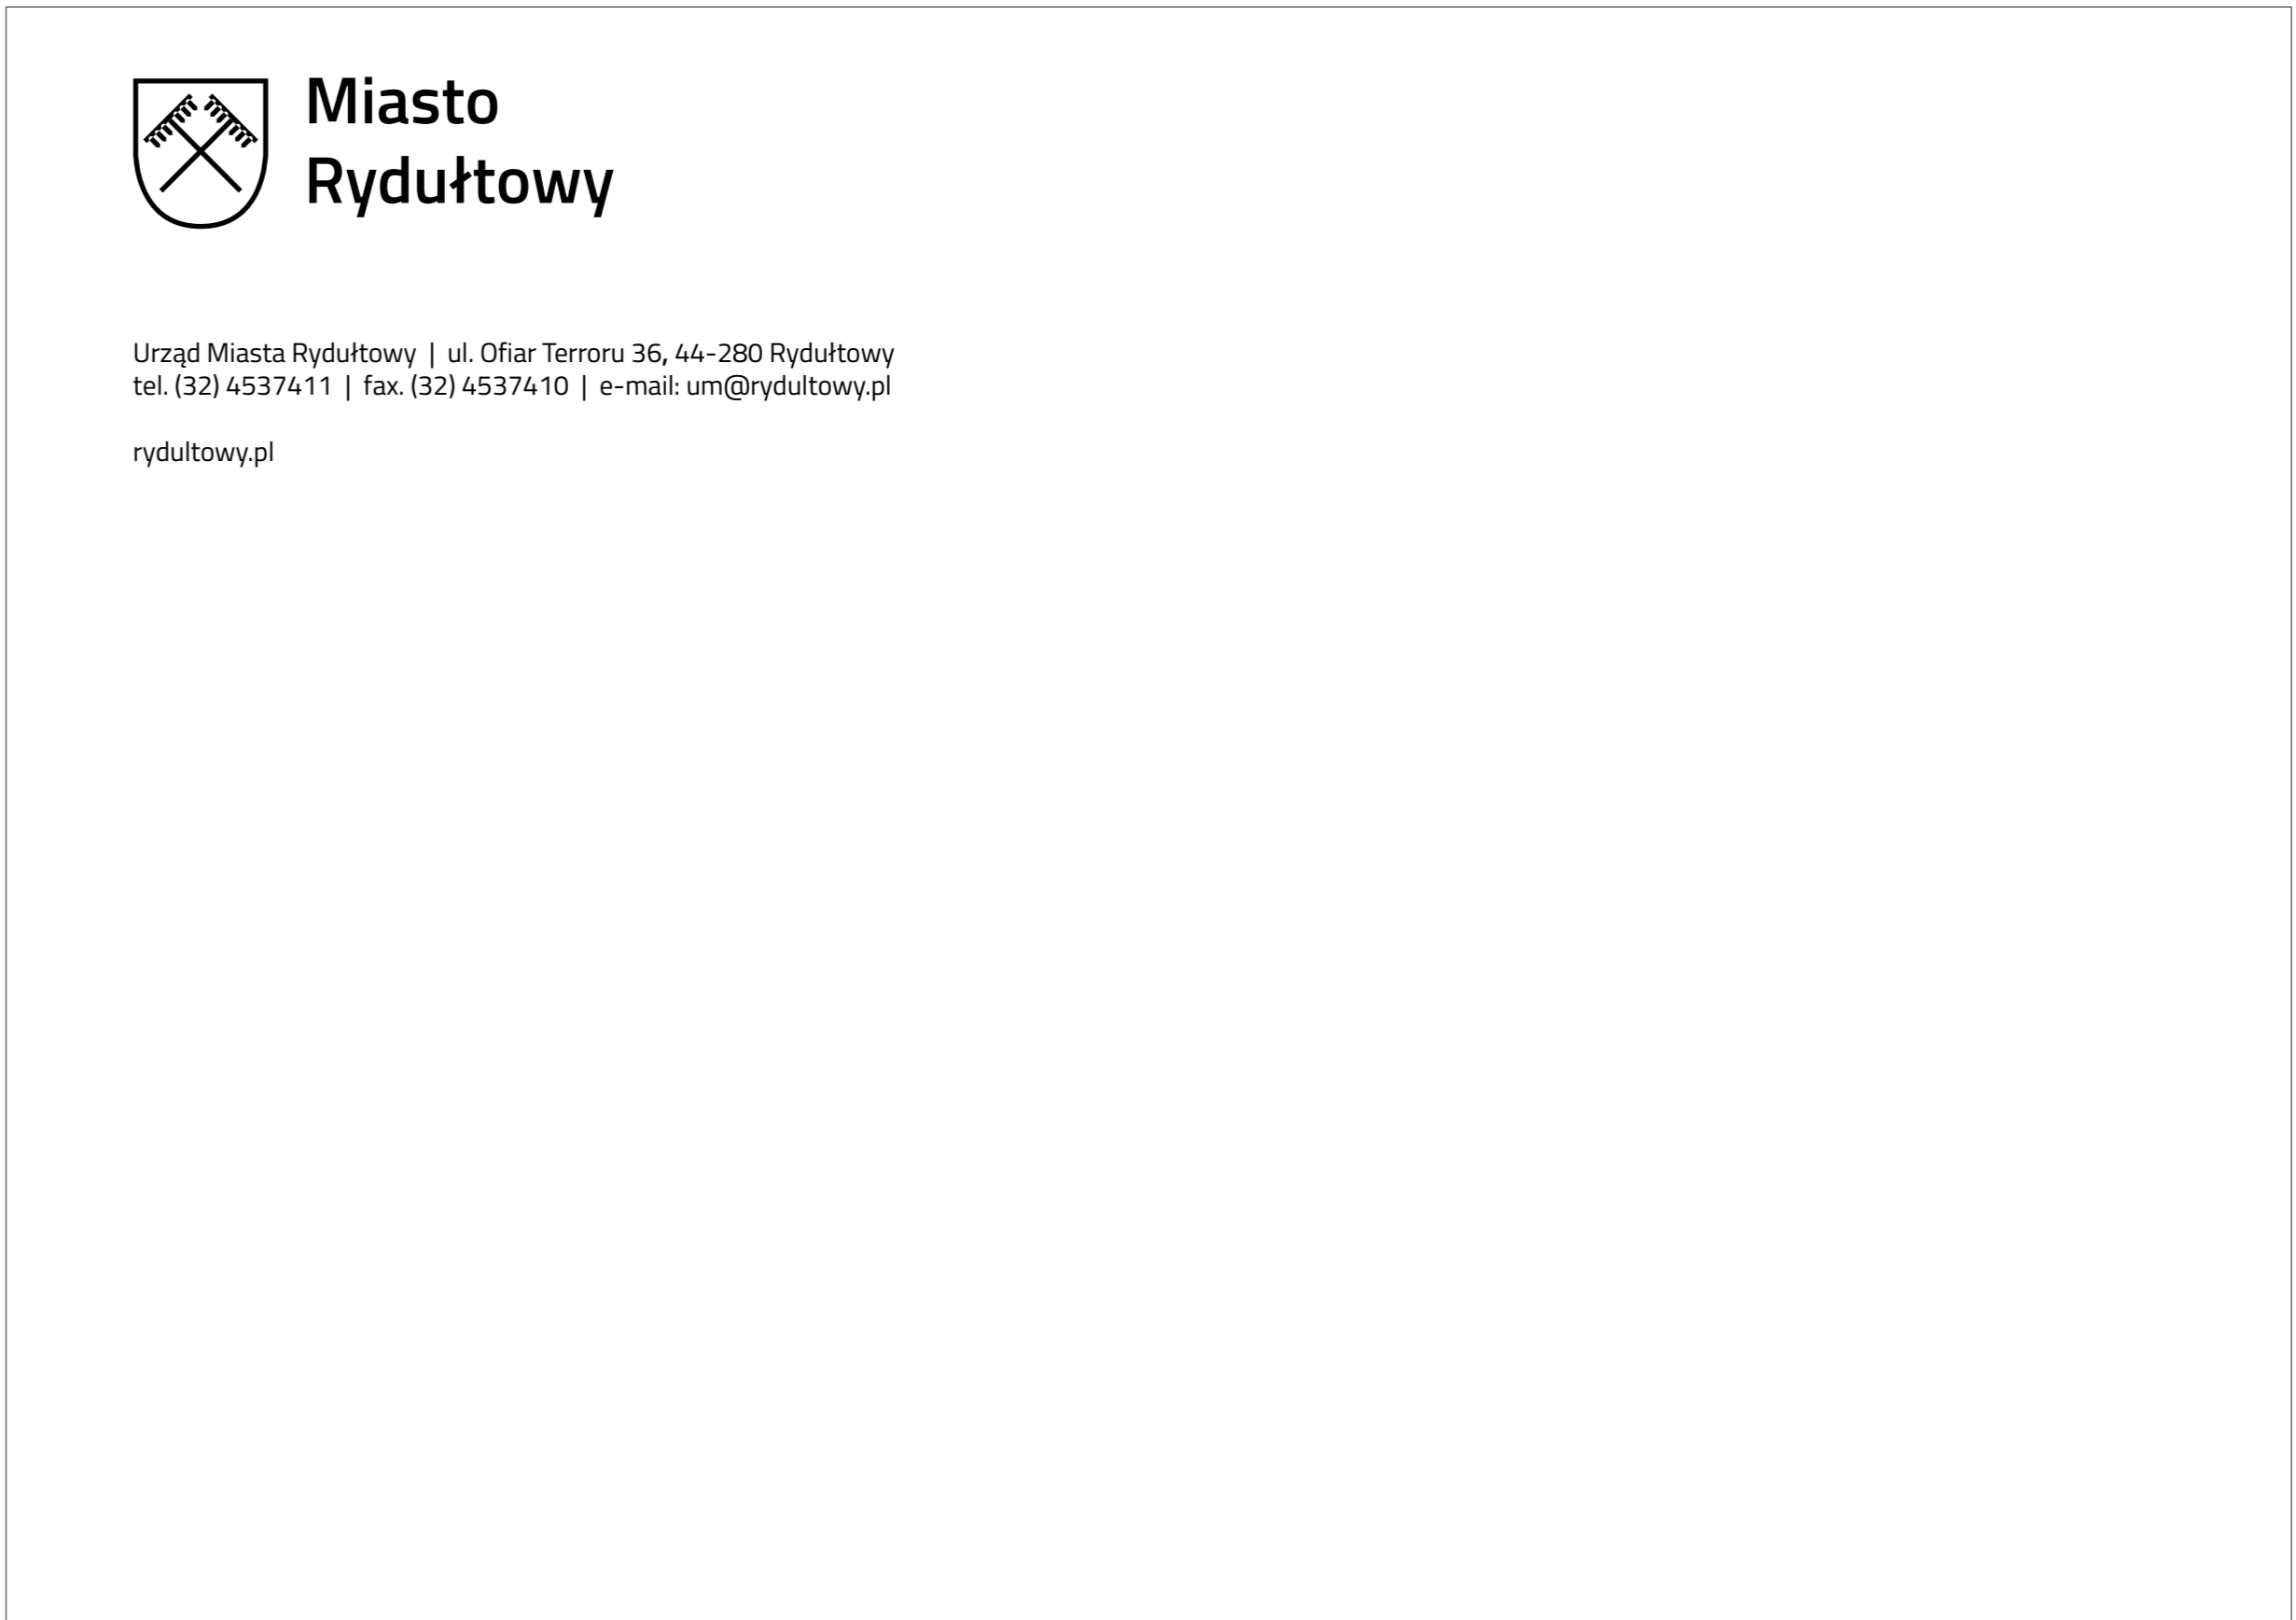 Miasto
Rydułtowy
Urząd Miasta Rydułtowy | ul. Ofiar Terroru 36, 44-280 Rydułtowy
tel. (32) 4537411 | fax. (32) 4537410 | e-mail: um@rydultowy.pl
rydultowy.pl